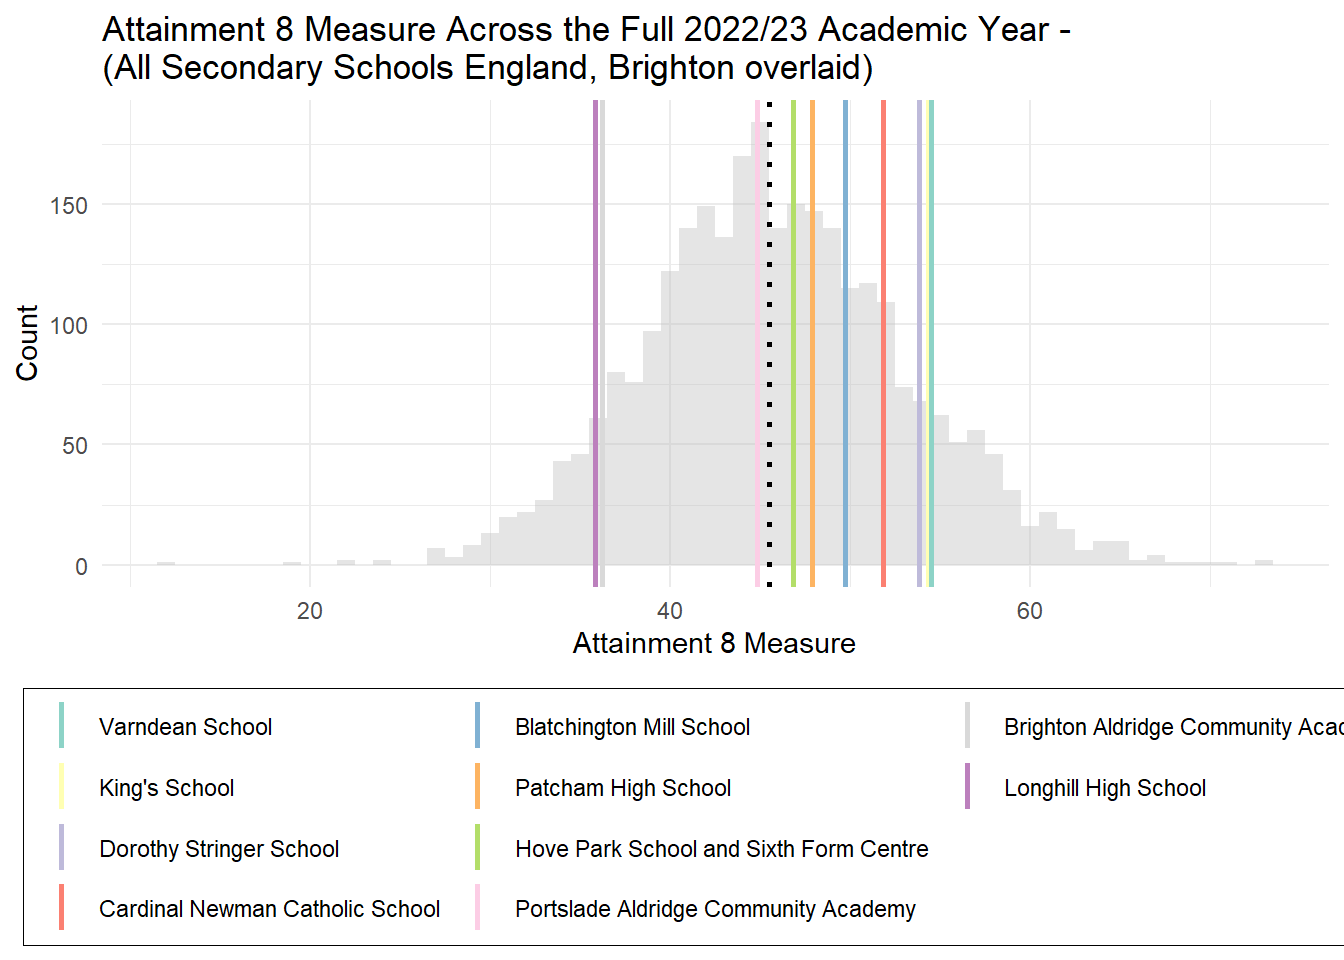 Attainment 8 Measure Across the Full 2022/23 Academic Year -
(All Secondary Schools England, Brighton overlaid)
Count
150
100
50
0
20
40
60
Attainment 8 Measure
Varndean School
King's School
Dorothy Stringer School
Cardinal Newman Catholic School
Blatchington Mill School
Patcham High School
Hove Park School and Sixth Form Centre
Portslade Aldridge Community Academy
Brighton Aldridge Community
Longhill High School